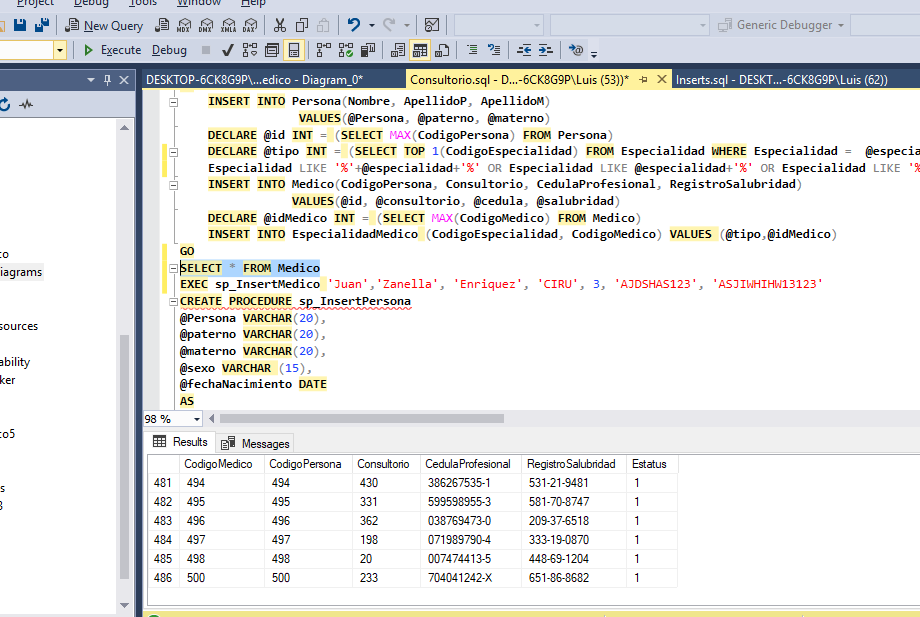 Project Debug Tools Window Help
New Query MDX DMX XMLA DAX Generic Debugger
Execute Debug
DESKTOP-6CK8G9P\...edico - Diagram_0* Consultorio.sql - D...-6CK8G9P\Luis (53))* Inserts.sql - DESKT...-6CK8G9P\Luis (62))
INSERT INTO Persona(Nombre, ApellidoP, ApellidoM)
VALUES(@Persona, @paterno, @materno)
DECLARE @id INT = (SELECT MAX(CodigoPersona) FROM Persona)
DECLARE @tipo INT = (SELECT TOP 1(CodigoEspecialidad) FROM Especialidad WHERE Especialidad = @especia
Especialidad LIKE '%'+@especialidad+'%' OR Especialidad LIKE @especialidad+'%' OR Especialidad LIKE '%
INSERT INTO Medico(CodigoPersona, Consultorio, CedulaProfesional, RegistroSalubridad)
VALUES(@id, @consultorio, @cedula, @salubridad)
DECLARE @idMedico INT = (SELECT MAX(CodigoMedico) FROM Medico)
INSERT INTO EspecialidadMedico (CodigoEspecialidad, CodigoMedico) VALUES (@tipo,@idMedico)
GO
SELECT * FROM Medico
EXEC sp_InsertMedico 'Juan','Zanella', 'Enriquez', 'CIRU', 3, 'AJDSHAS123', 'ASJIWHIHW13123'
CREATE PROCEDURE sp_InsertPersona
@Persona VARCHAR(20),
@paterno VARCHAR(20),
@materno VARCHAR(20),
@sexo VARCHAR (15),
@fechaNacimiento DATE
AS
co
iagrams
sources
ability
ker
co5
s
98 %
Results Messages
CodigoMedico CodigoPersona Consultorio CedulaProfesional RegistroSalubridad Estatus
481 494 494 430 386267535-1 531-21-9481 1
482 495 495 331 599598955-3 581-70-8747 1
483 496 496 362 038769473-0 209-37-6518 1
484 497 497 198 071989790-4 333-19-0870 1
485 498 498 20 007474413-5 448-69-1204 1
486 500 500 233 704041242-X 651-86-8682 1